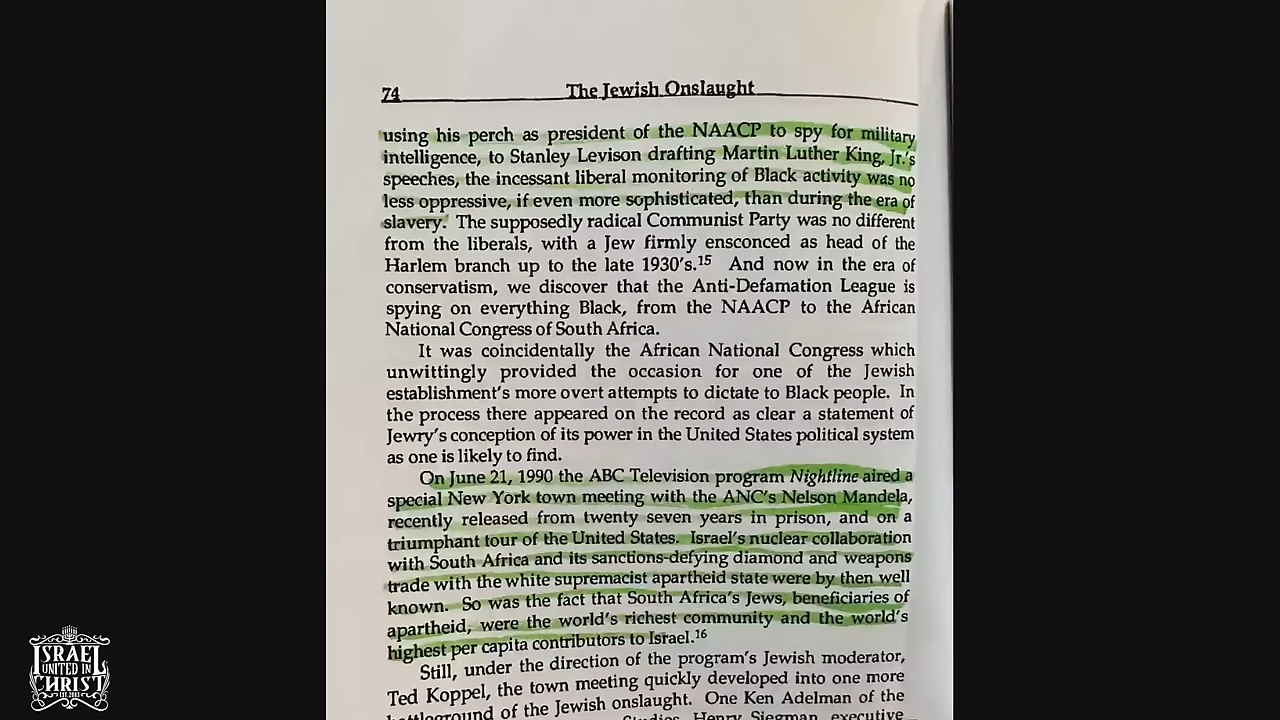 74 The Jewish Onslaught
using his perch as president of the NAACP to spy for military
intelligence, to Stanley Levison drafting Martin Luther King, Jr.'s
speeches, the incessant liberal monitoring of Black activity was no
less oppressive, if even more sophisticated, than during the era of
slavery. The supposedly radical Communist Party was no different
from the liberals, with a Jew firmly ensconced as head of the
Harlem branch up to the late 1930's.15 And now in the era of
conservatism, we discover that the Anti-Defamation League is
spying on everything Black, from the NAACP to the African
National Congress of South Africa.
It was coincidentally the African National Congress which
unwittingly provided the occasion for one of the Jewish
establishment's more overt attempts to dictate to Black people. In
the process there appeared on the record as clear a statement of
Jewry's conception of its power in the United States political system
as one is likely to find.
On June 21, 1990 the ABC Television program Nightline aired a
special New York town meeting with the ANC's Nelson Mandela,
recently released from twenty seven years in prison, and on a
triumphant tour of the United States. Israel's nuclear collaboration
with South Africa and its sanctions-defying diamond and weapons
trade with the white supremacist apartheid state were by then well
known. So was the fact that South Africa's Jews, beneficiaries of
apartheid, were the world's richest community and the world's
highest per capita contributors to Israel.16
Still, under the direction of the program's Jewish moderator,
Ted Koppel, the town meeting quickly developed into one more
battleground of the Jewish onslaught. One Ken Adelman of the
Studies, Henry Siegman, executive
ISRAEL
UNITED IN
CHRIST